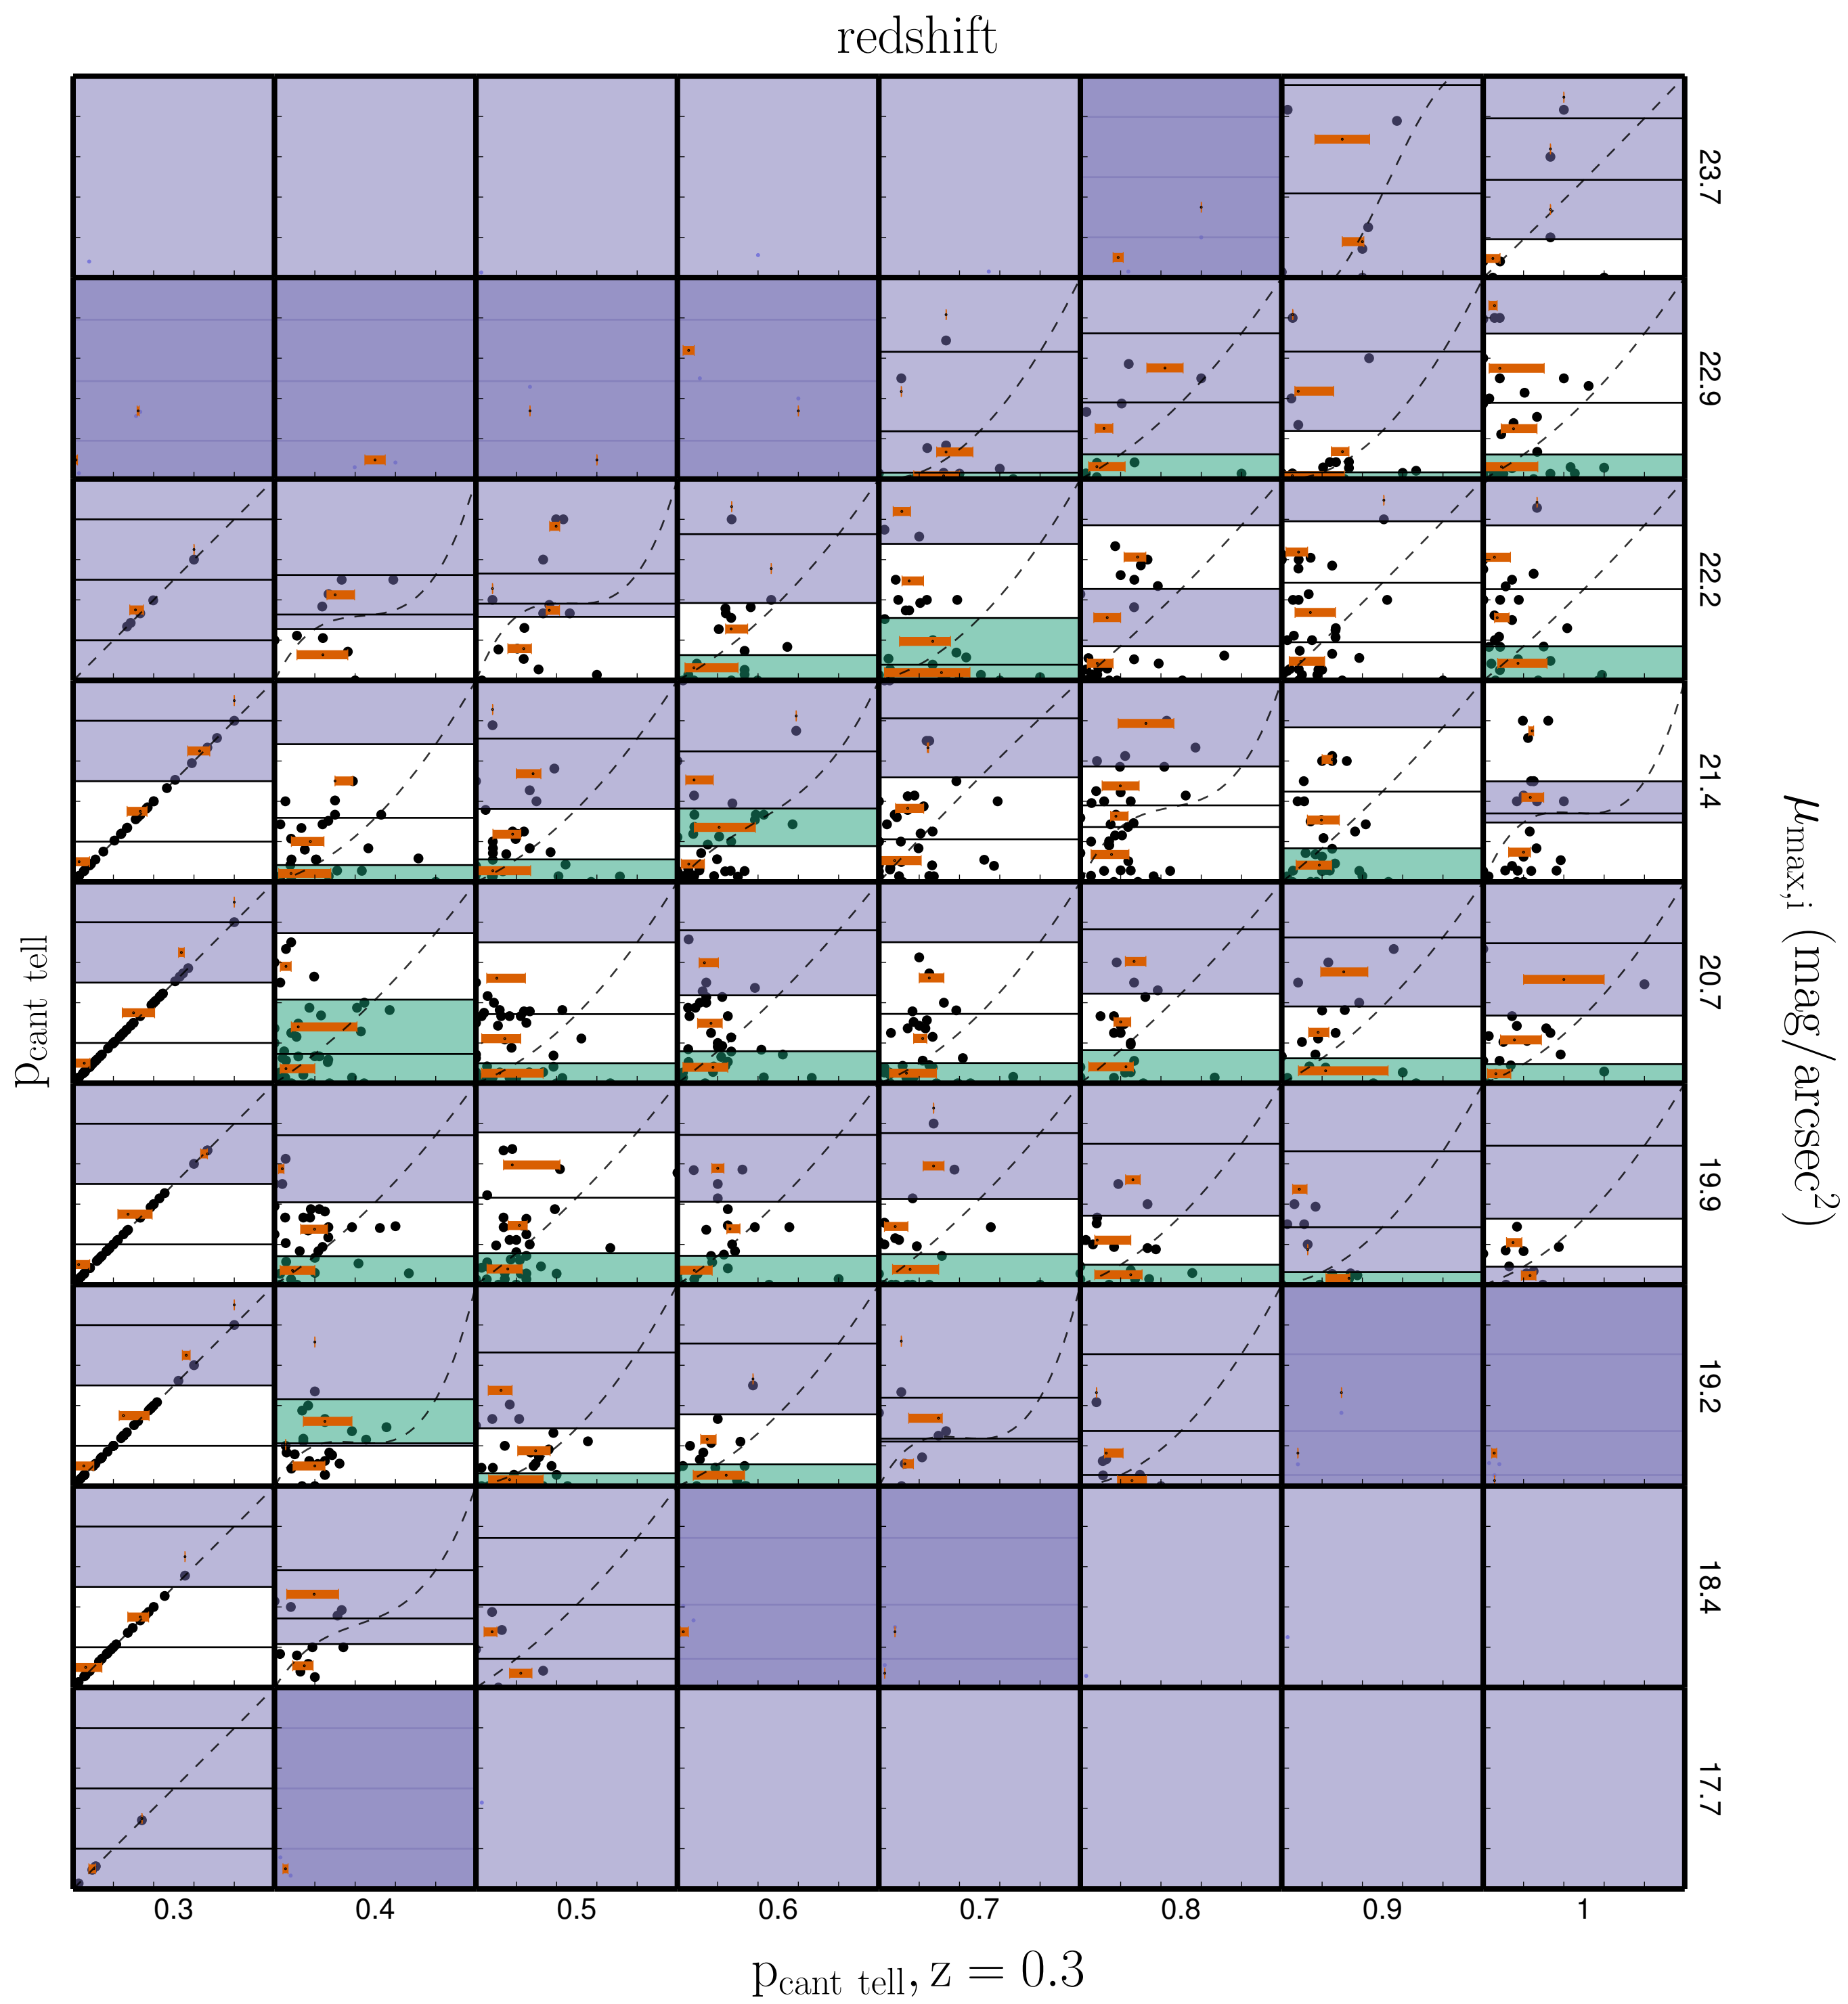 redshift
23.7
22.9
22.2
21.4
20.7
19.9
19.2
18.4
17.7
μmax,i (mag/arcsec²)
pcant tell
0.3 0.4 0.5 0.6 0.7 0.8 0.9 1
pcant tell, z = 0.3